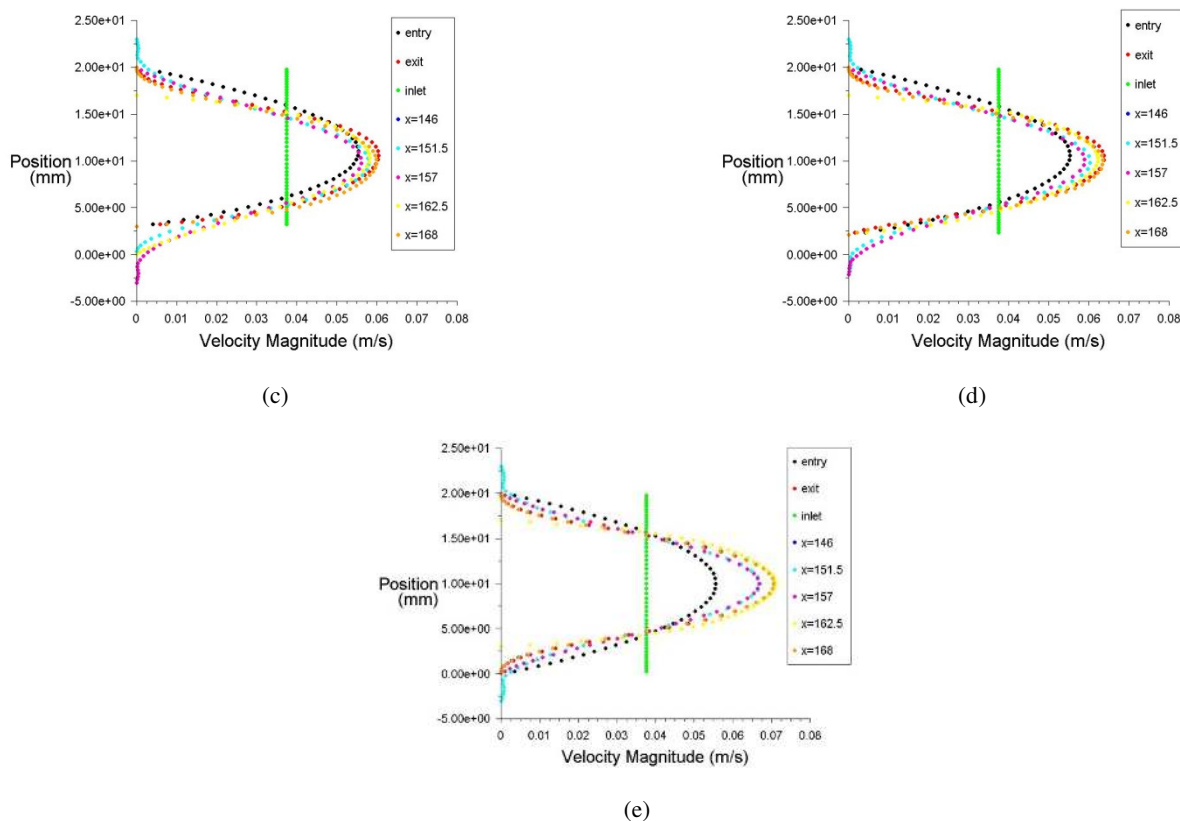 2.50e+01
2.00e+01
1.50e+01
Position
(mm)
1.00e+01
5.00e+00
0.00e+00
-5.00e+00
0 0.01 0.02 0.03 0.04 0.05 0.06 0.07 0.08
Velocity Magnitude (m/s)
entry
exit
inlet
x=146
x=151.5
x=157
x=162.5
x=168
(c)
2.50e+01
2.00e+01
1.50e+01
Position
(mm)
1.00e+01
5.00e+00
0.00e+00
-5.00e+00
0 0.01 0.02 0.03 0.04 0.05 0.06 0.07 0.08
Velocity Magnitude (m/s)
entry
exit
inlet
x=146
x=151.5
x=157
x=162.5
x=168
(d)
2.50e+01
2.00e+01
1.50e+01
Position
(mm)
1.00e+01
5.00e+00
0.00e+00
-5.00e+00
0 0.01 0.02 0.03 0.04 0.05 0.06 0.07 0.08
Velocity Magnitude (m/s)
entry
exit
inlet
x=146
x=151.5
x=157
x=162.5
x=168
(e)